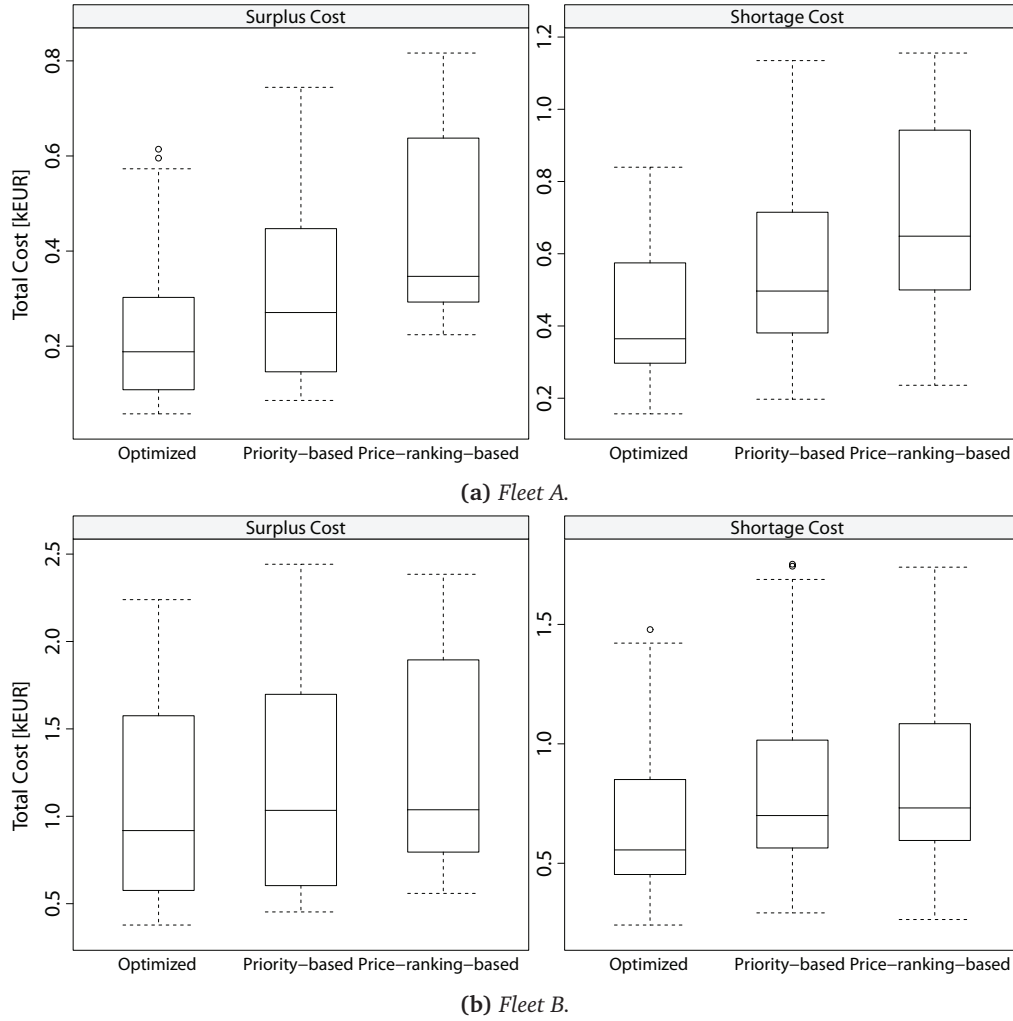 Surplus Cost
Shortage Cost
Total Cost [kEUR]
0.8
0.6
0.4
0.2
1.2
1.0
0.8
0.6
0.4
0.2
Optimized Priority−based Price−ranking−based
Optimized Priority−based Price−ranking−based
(a) Fleet A.
Surplus Cost
Shortage Cost
Total Cost [kEUR]
2.5
2.0
1.5
1.0
0.5
1.5
1.0
0.5
Optimized Priority−based Price−ranking−based
Optimized Priority−based Price−ranking−based
(b) Fleet B.